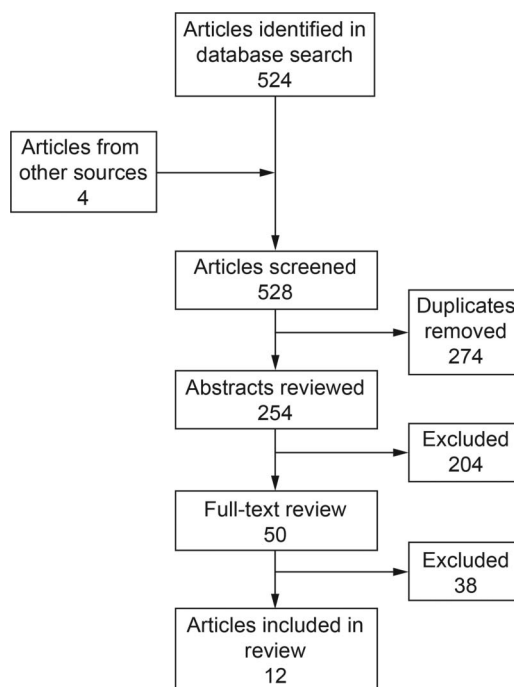 Articles identified in
database search
524
Articles from
other sources
4
Articles screened
528
Duplicates
removed
274
Abstracts reviewed
254
Excluded
204
Full-text review
50
Excluded
38
Articles included in
review
12